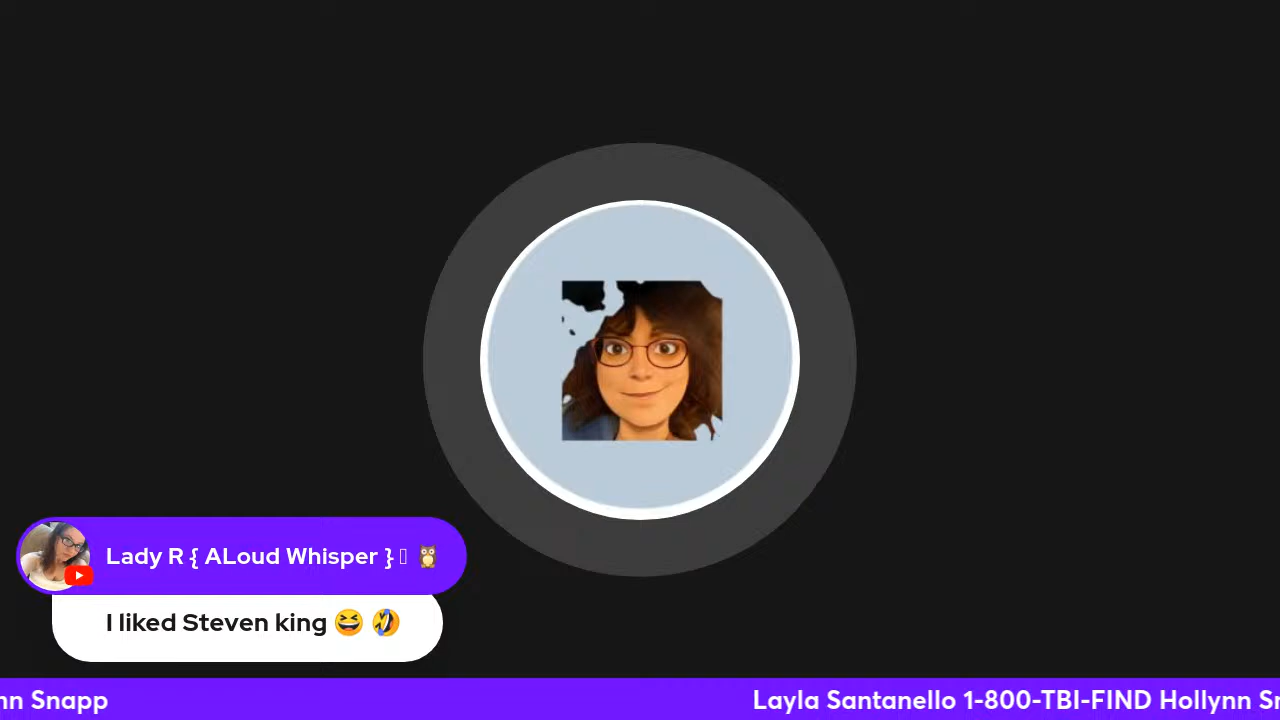 Lady R { ALoud Whisper } 🦉
I liked Steven king 😆 🤣
nn Snapp Layla Santanello 1-800-TBI-FIND Hollynn Sn